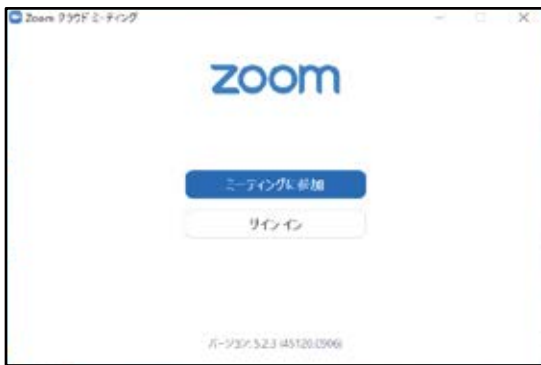 Zoom クラウド ミーティング
zoom
ミーティングに参加
サインイン
バージョン: 5.2.3 (45120.0906)